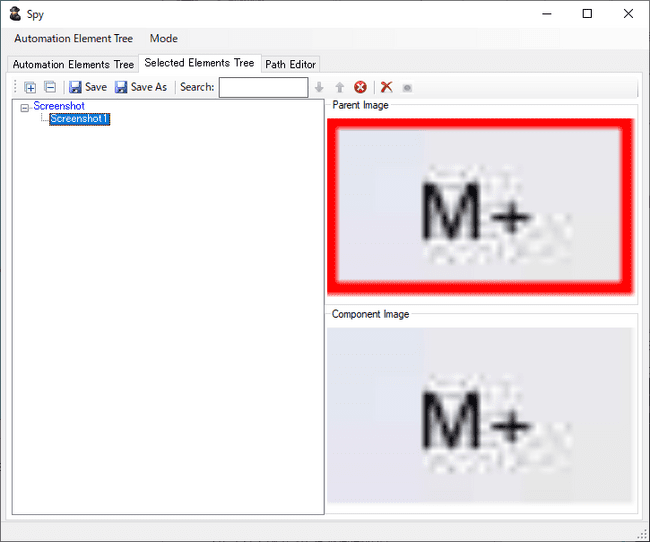 Spy
Automation Element Tree Mode
Automation Elements Tree Selected Elements Tree Path Editor
Save Save As Search:
Screenshot
Screenshot1
Parent Image
M+
Component Image
M+